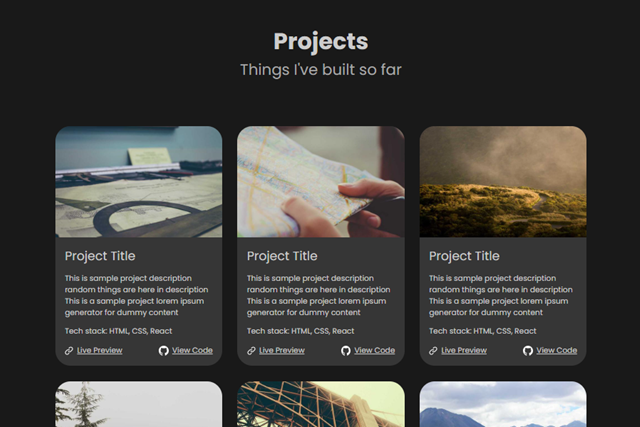 Projects
Things I've built so far
Project Title
This is sample project description
random things are here in description
This is a sample project lorem ipsum
generator for dummy content
Tech stack: HTML, CSS, React
Live Preview
View Code
Project Title
This is sample project description
random things are here in description
This is a sample project lorem ipsum
generator for dummy content
Tech stack: HTML, CSS, React
Live Preview
View Code
Project Title
This is sample project description
random things are here in description
This is a sample project lorem ipsum
generator for dummy content
Tech stack: HTML, CSS, React
Live Preview
View Code